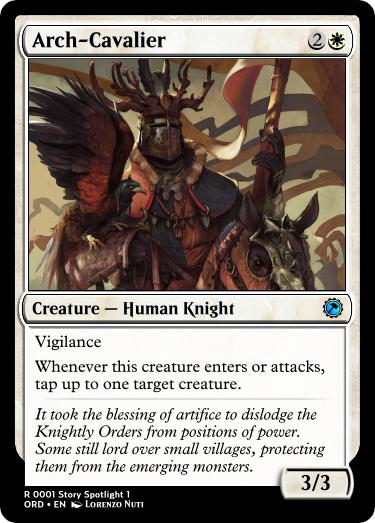 Arch-Cavalier 2
Creature — Human Knight
Vigilance
Whenever this creature enters or attacks,
tap up to one target creature.
It took the blessing of artifice to dislodge the
Knightly Orders from positions of power.
Some still lord over small villages, protecting
them from the emerging monsters.
3/3
R 0001 Story Spotlight 1
ORD • EN Lorenzo Nuti